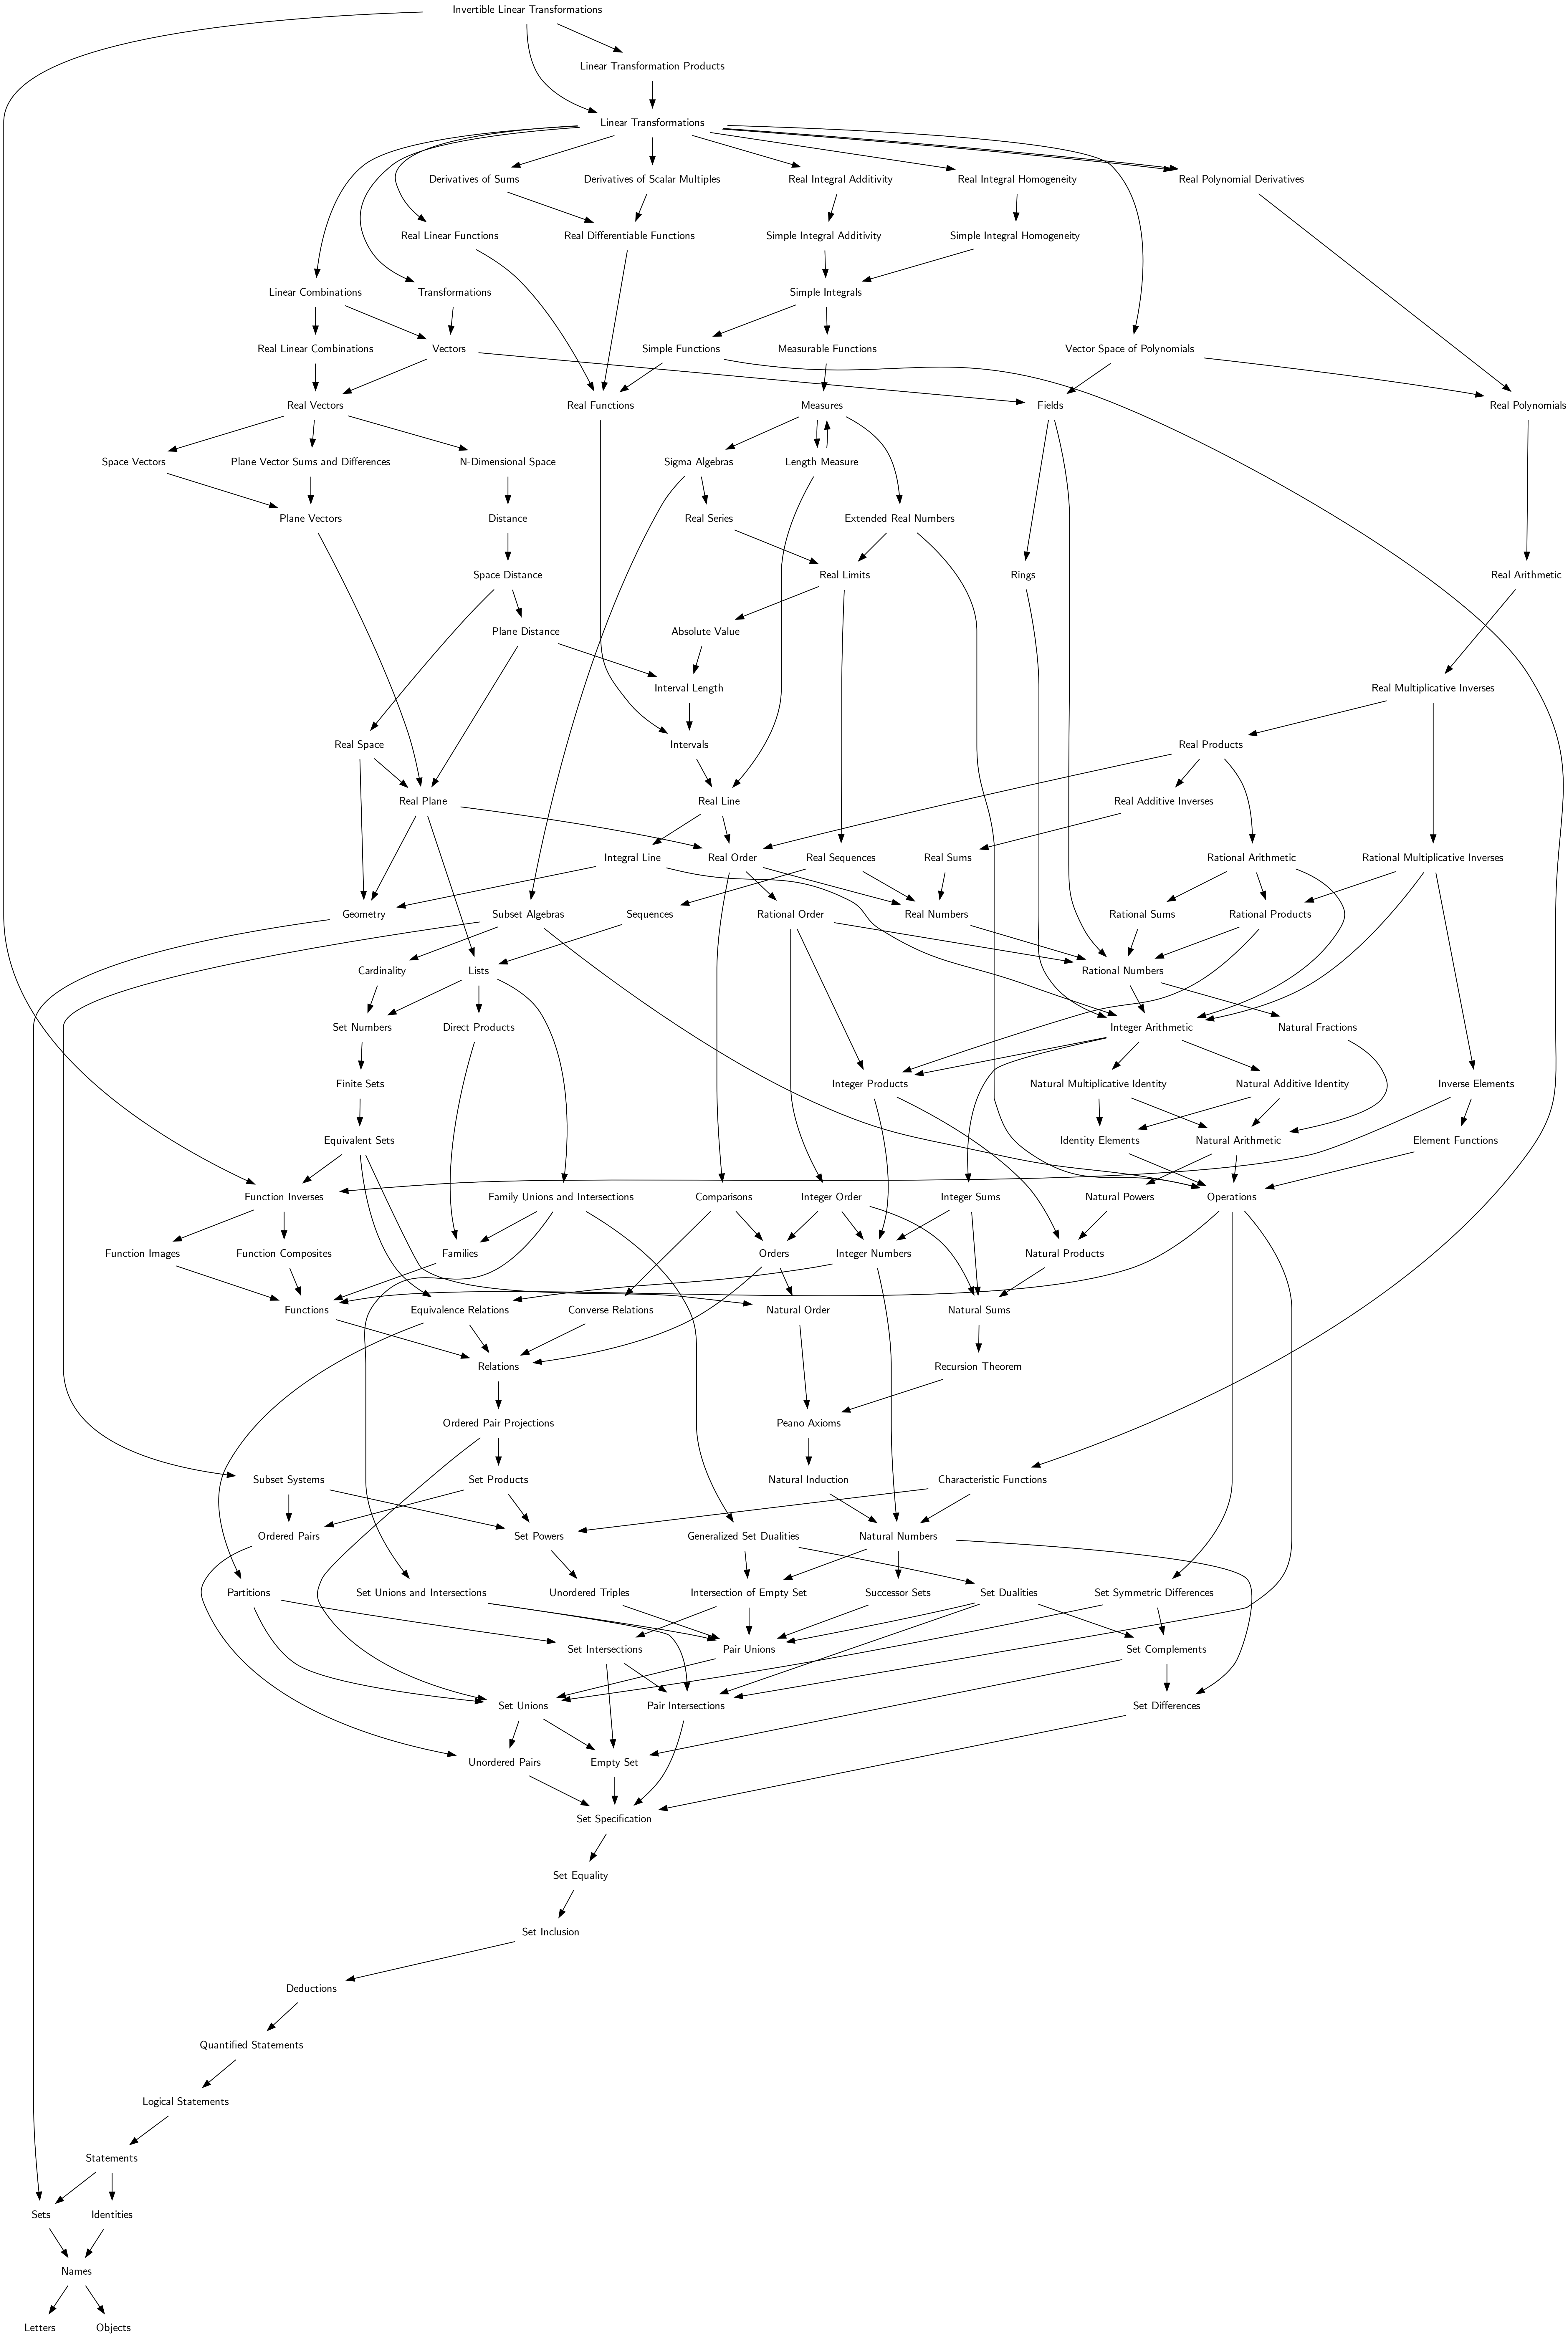 Invertible Linear Transformations
Linear Transformation Products
Linear Transformations
Derivatives of Sums
Derivatives of Scalar Multiples
Real Integral Additivity
Real Integral Homogeneity
Real Polynomial Derivatives
Real Linear Functions
Real Differentiable Functions
Simple Integral Additivity
Simple Integral Homogeneity
Linear Combinations
Transformations
Simple Integrals
Real Linear Combinations
Vectors
Simple Functions
Measurable Functions
Vector Space of Polynomials
Real Vectors
Real Functions
Measures
Fields
Real Polynomials
Space Vectors
Plane Vector Sums and Differences
N-Dimensional Space
Sigma Algebras
Length Measure
Plane Vectors
Distance
Real Series
Extended Real Numbers
Space Distance
Real Limits
Rings
Real Arithmetic
Plane Distance
Absolute Value
Interval Length
Real Multiplicative Inverses
Real Space
Intervals
Real Products
Real Plane
Real Line
Real Additive Inverses
Integral Line
Real Order
Real Sequences
Real Sums
Rational Arithmetic
Rational Multiplicative Inverses
Geometry
Subset Algebras
Sequences
Rational Order
Real Numbers
Rational Sums
Rational Products
Cardinality
Lists
Rational Numbers
Set Numbers
Direct Products
Integer Arithmetic
Natural Fractions
Finite Sets
Integer Products
Natural Multiplicative Identity
Natural Additive Identity
Inverse Elements
Equivalent Sets
Identity Elements
Natural Arithmetic
Element Functions
Function Inverses
Family Unions and Intersections
Comparisons
Integer Order
Integer Sums
Natural Powers
Operations
Function Images
Function Composites
Families
Orders
Integer Numbers
Natural Products
Functions
Equivalence Relations
Converse Relations
Natural Order
Natural Sums
Relations
Recursion Theorem
Ordered Pair Projections
Peano Axioms
Subset Systems
Set Products
Natural Induction
Characteristic Functions
Ordered Pairs
Set Powers
Generalized Set Dualities
Natural Numbers
Partitions
Set Unions and Intersections
Unordered Triples
Intersection of Empty Set
Successor Sets
Set Dualities
Set Symmetric Differences
Set Intersections
Pair Unions
Set Complements
Set Unions
Pair Intersections
Set Differences
Unordered Pairs
Empty Set
Set Specification
Set Equality
Set Inclusion
Deductions
Quantified Statements
Logical Statements
Statements
Sets
Identities
Names
Letters
Objects